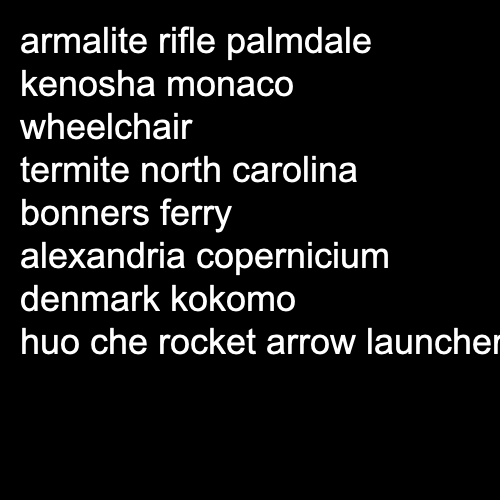 armalite rifle palmdale
kenosha monaco
wheelchair
termite north carolina
bonners ferry
alexandria copernicium
denmark kokomo
huo che rocket arrow launcher